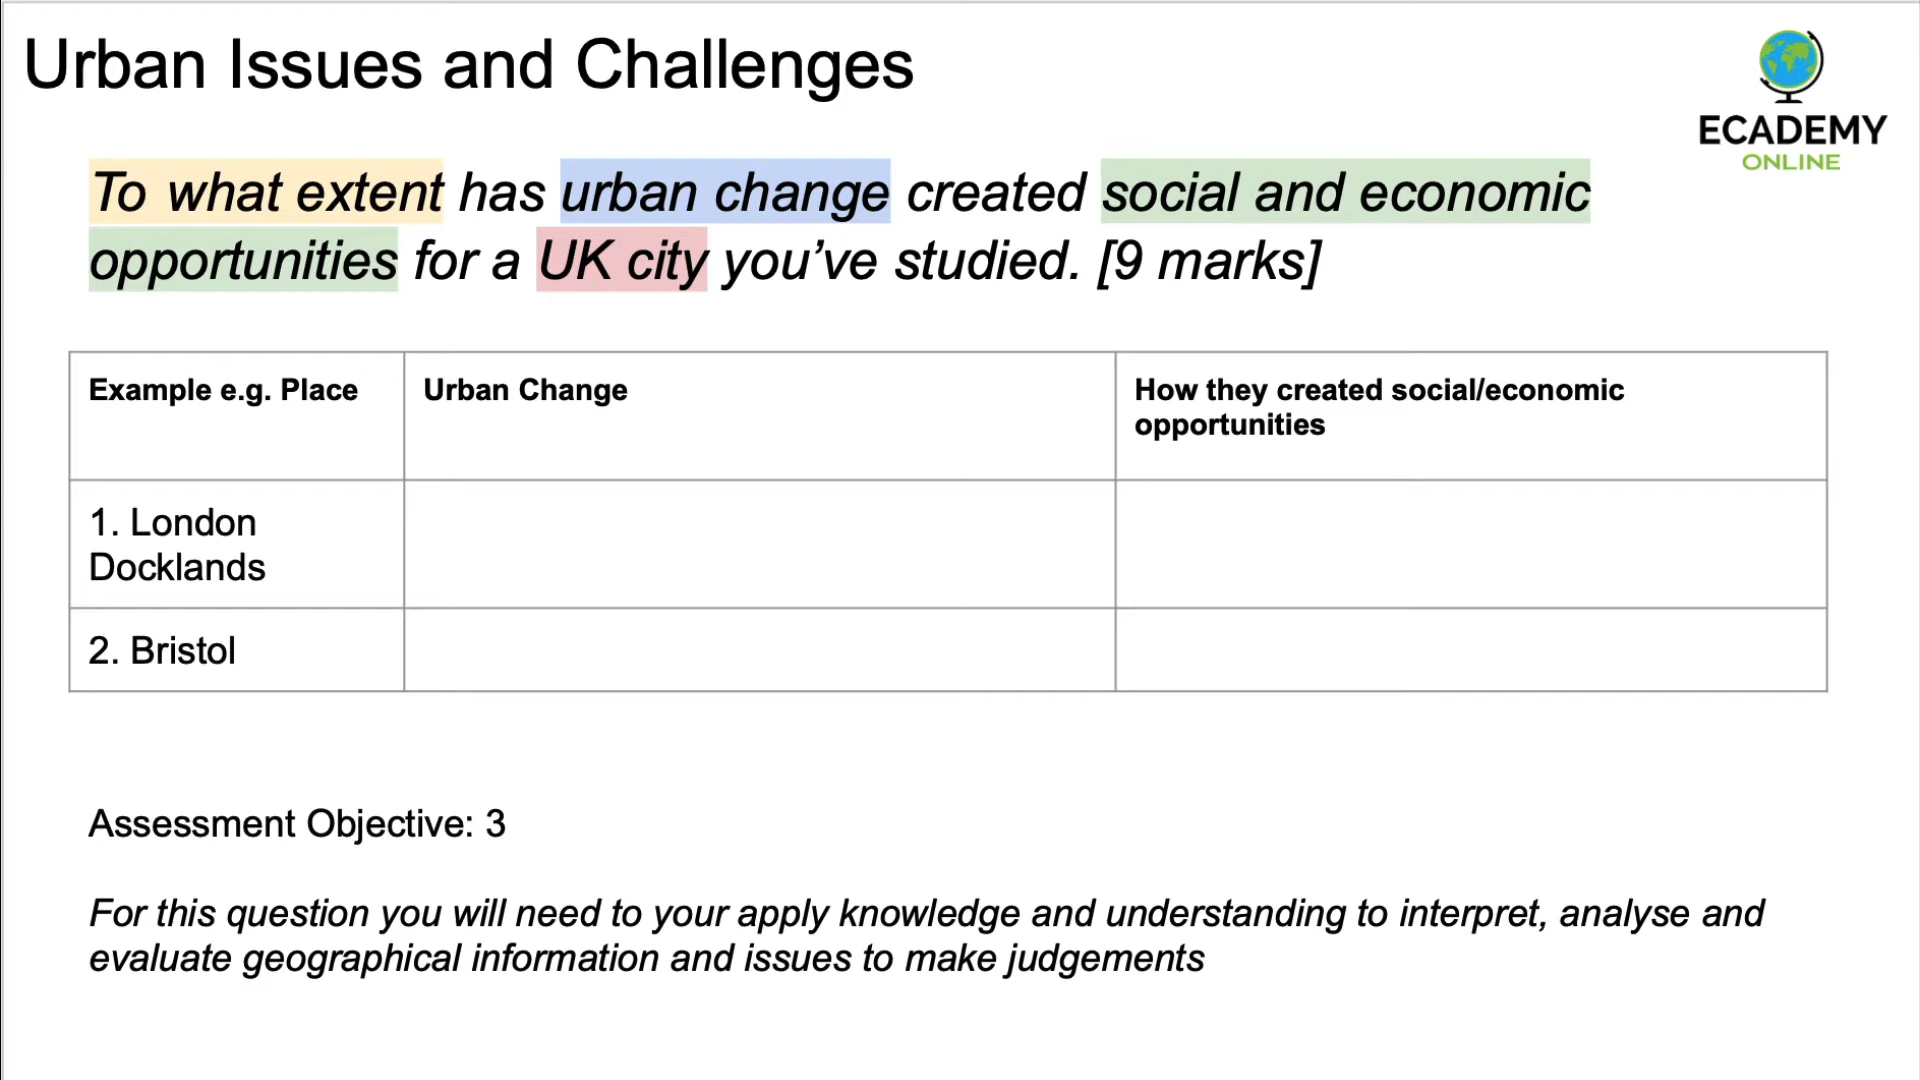 Urban Issues and Challenges
ECADEMY
ONLINE
To what extent has urban change created social and economic
opportunities for a UK city you’ve studied. [9 marks]
Example e.g. Place
Urban Change
How they created social/economic
opportunities
1. London
Docklands
2. Bristol
Assessment Objective: 3
For this question you will need to your apply knowledge and understanding to interpret, analyse and
evaluate geographical information and issues to make judgements